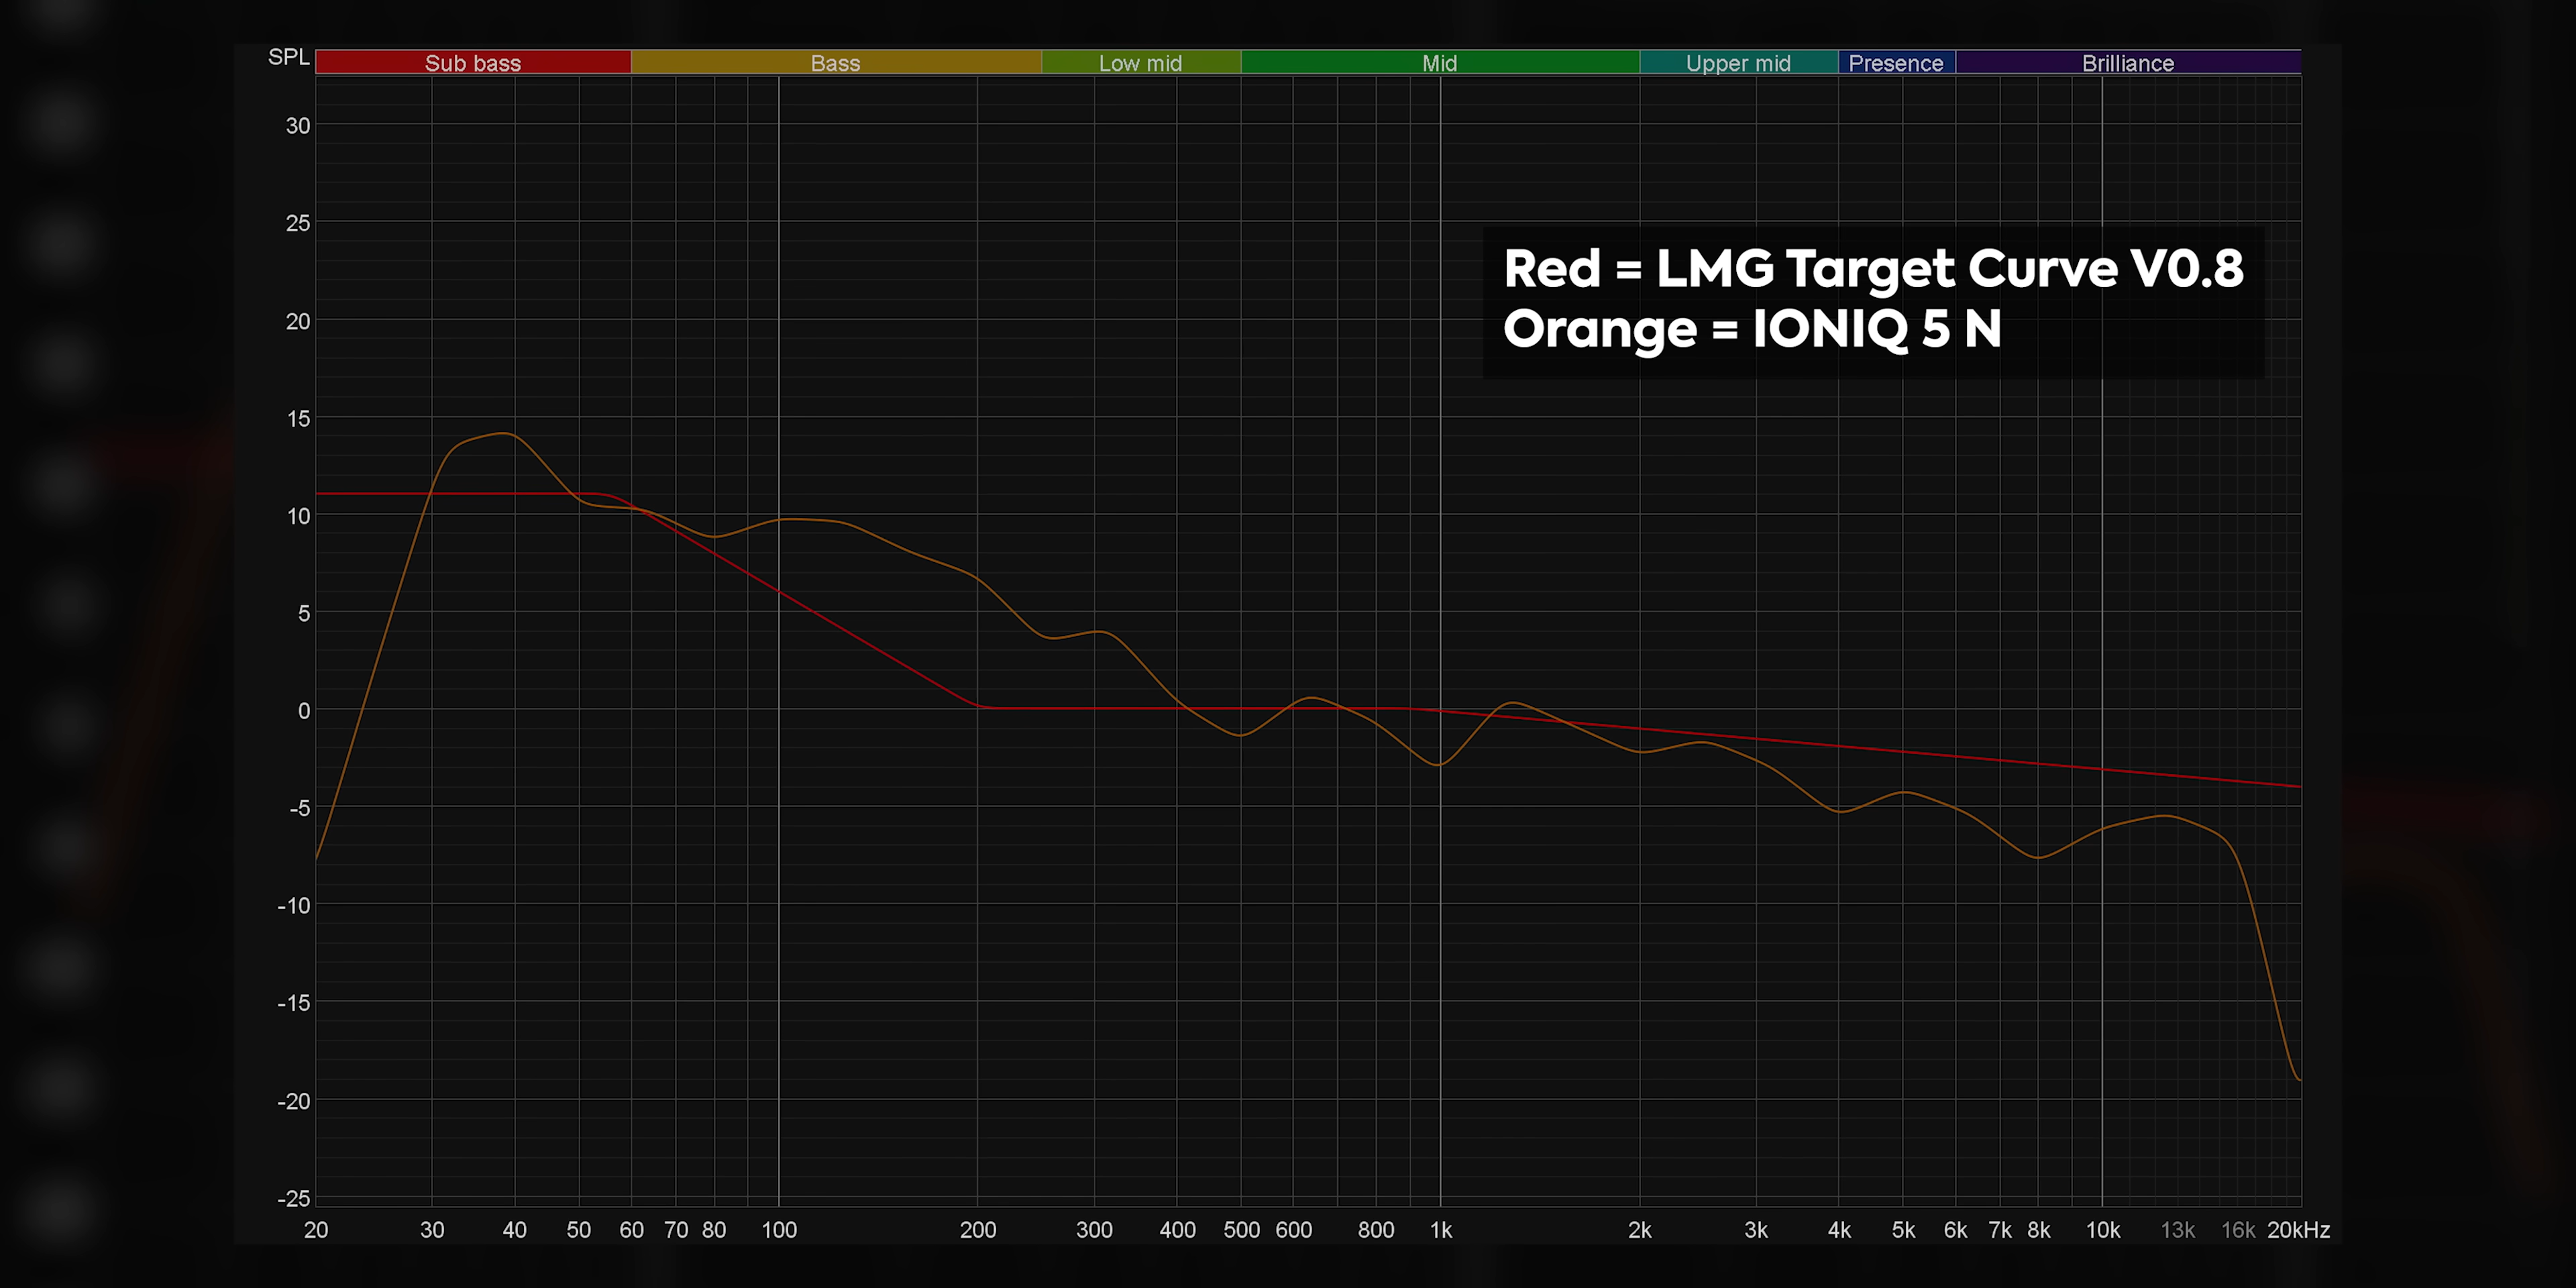 SPL
Sub bass Bass Low mid Mid Upper mid Presence Brilliance
30
25
Red = LMG Target Curve V0.8
Orange = IONIQ 5 N
20
15
10
5
0
-5
-10
-15
-20
-25
20 30 40 50 60 70 80 100 200 300 400 500 600 800 1k 2k 3k 4k 5k 6k 7k 8k 10k 13k 16k 20kHz